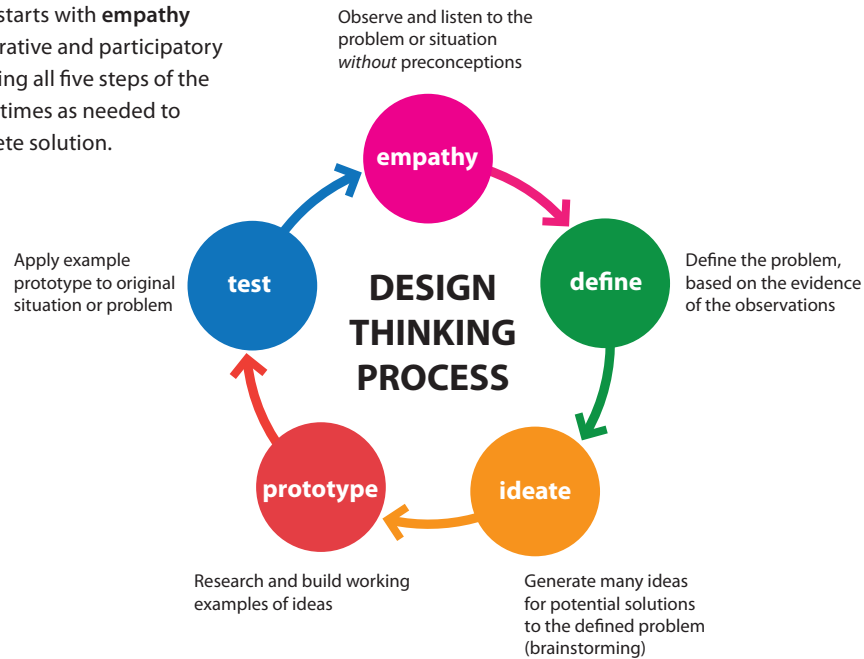 starts with empathy
rative and participatory
ing all five steps of the
times as needed to
ete solution.
Observe and listen to the
problem or situation
without preconceptions
empathy
define
Define the problem,
based on the evidence
of the observations
ideate
Generate many ideas
for potential solutions
to the defined problem
(brainstorming)
prototype
Research and build working
examples of ideas
test
Apply example
prototype to original
situation or problem
DESIGN
THINKING
PROCESS